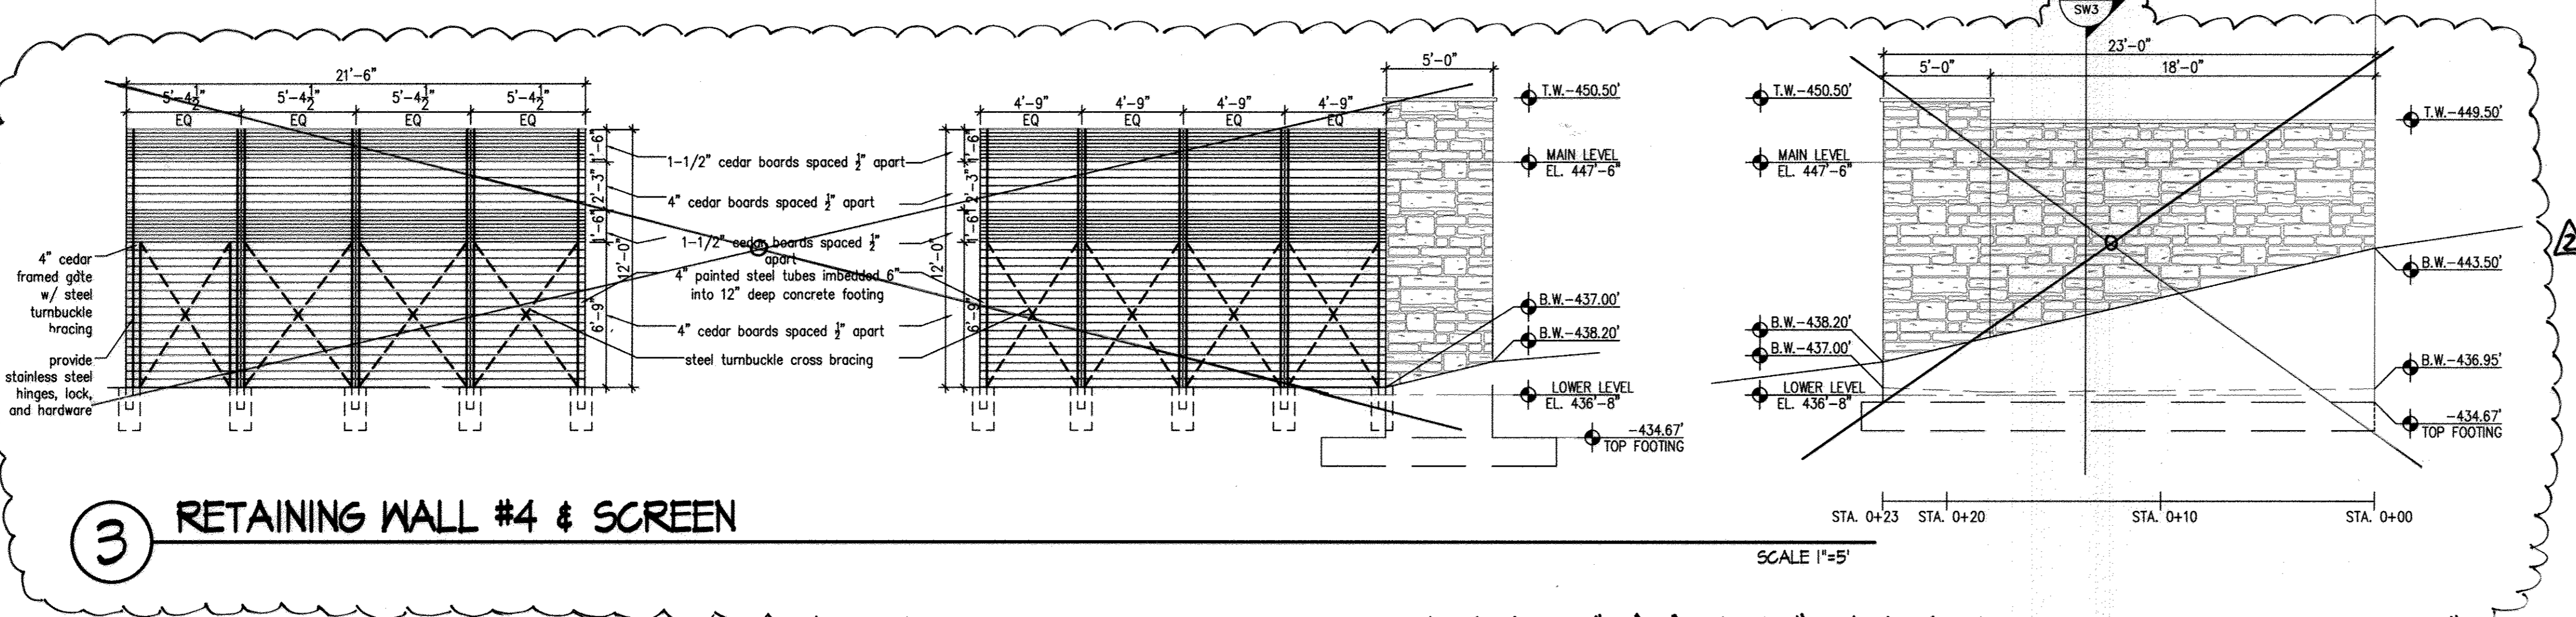 SW3
21'-6"
5'-4½"
5'-4½"
5'-4½"
5'-4½"
EQ
EQ
EQ
EQ
1'-6"
2'-3"
1'-6"
6'-9"
12'-0"
4" cedar
framed gate
w/ steel
turnbuckle
bracing
provide
stainless steel
hinges, lock,
and hardware
1-1/2" cedar boards spaced ½" apart
4" cedar boards spaced ½" apart
1-1/2" cedar boards spaced ½"
apart
4" painted steel tubes imbedded 6"
into 12" deep concrete footing
4" cedar boards spaced ½" apart
steel turnbuckle cross bracing
4'-9"
4'-9"
4'-9"
4'-9"
EQ
EQ
EQ
EQ
1'-6"
2'-3"
1'-6"
6'-9"
12'-0"
5'-0"
T.W.-450.50'
MAIN LEVEL
EL. 447'-6"
B.W.-437.00'
B.W.-438.20'
LOWER LEVEL
EL. 436'-8"
-434.67'
TOP FOOTING
T.W.-450.50'
MAIN LEVEL
EL. 447'-6"
B.W.-438.20'
B.W.-437.00'
LOWER LEVEL
EL. 436'-8"
23'-0"
5'-0"
18'-0"
T.W.-449.50'
B.W.-443.50'
B.W.-436.95'
-434.67'
TOP FOOTING
2
STA. 0+23 STA. 0+20 STA. 0+10 STA. 0+00
3 RETAINING WALL #4 & SCREEN
SCALE 1"=5'